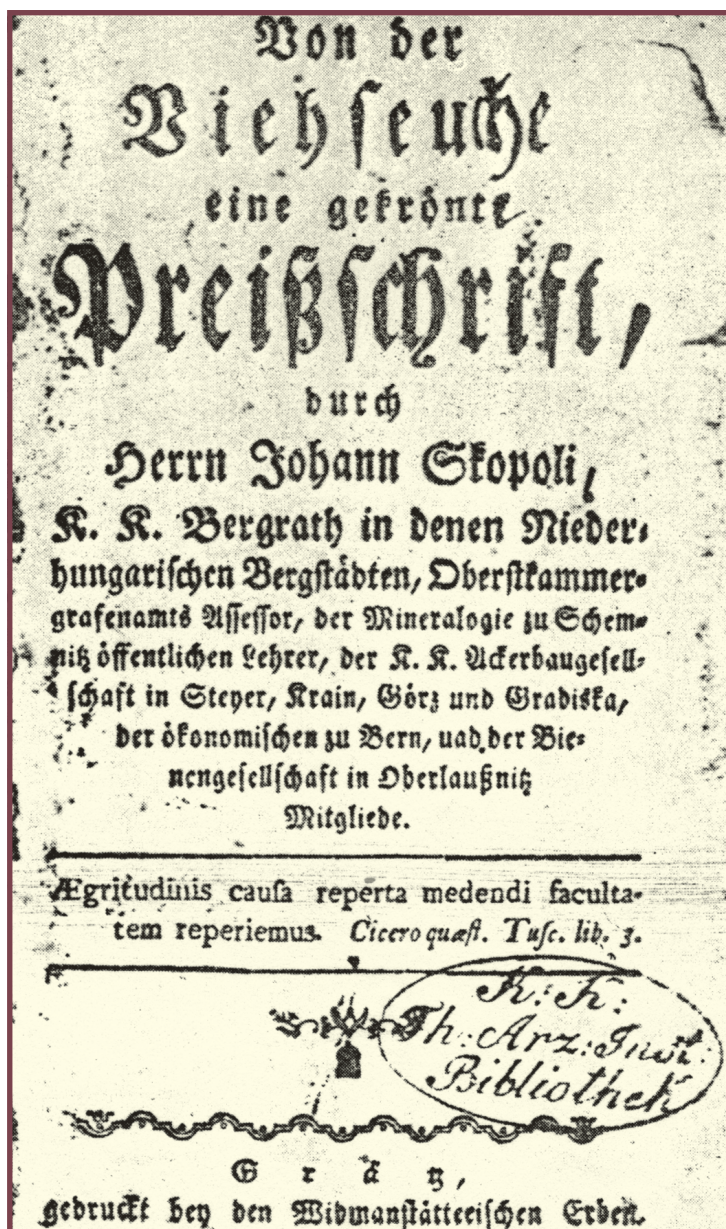 Von der
Viehseuche
eine gekrönte
Preißschrift,
durch
Herrn Johann Skopoli,
K. K. Bergrath in denen Nieder-
hungarischen Bergstädten, Oberstkammer-
grafenamts Assessor, der Mineralogie zu Schem-
nitz öffentlichen Lehrer, der K. K. Ackerbaugesell-
schaft in Steyer, Krain, Görz und Gradiska,
der ökonomischen zu Bern, uad der Bie-
nengesellschaft in Oberlaußnitz
Mitgliede.
Ægritudinis causa reperta medendi faculta-
tem reperiemus. Cicero quæst. Tusc. lib. 3.
K: K:
Th: Arz: Inst:
Bibliothek
Grätz,
gedruckt bey den Widmanstätterischen Erben.